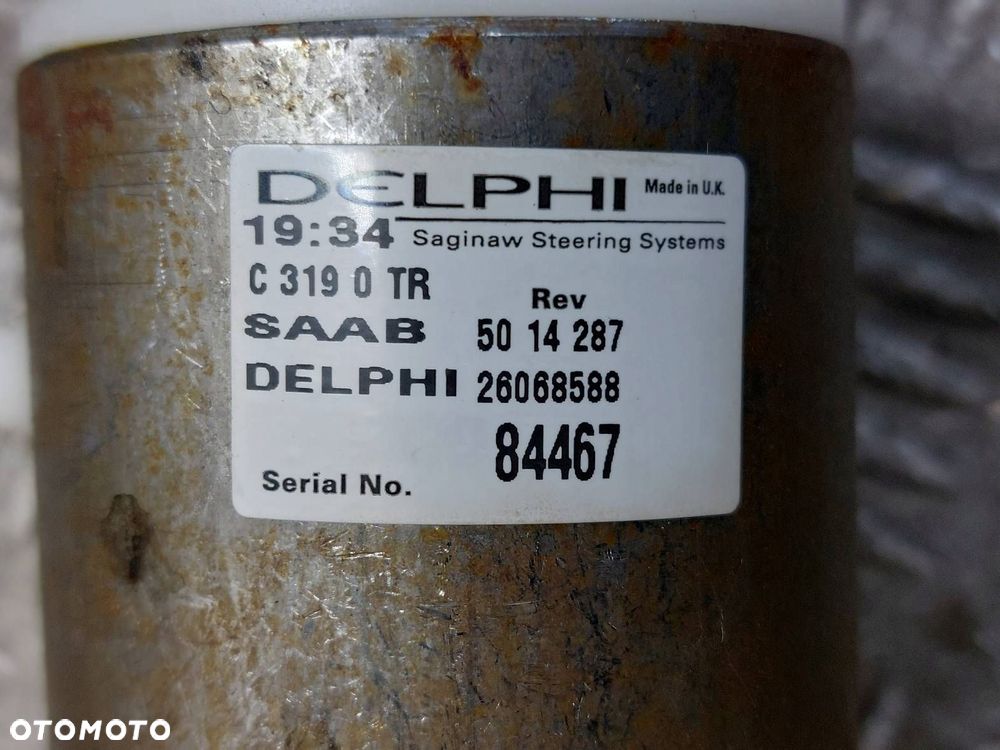 DELPHI Made in U.K.
19:34 Saginaw Steering Systems
C 319 0 TR
Rev
SAAB 50 14 287
DELPHI 26068588
84467
Serial No.
OTOMOTO